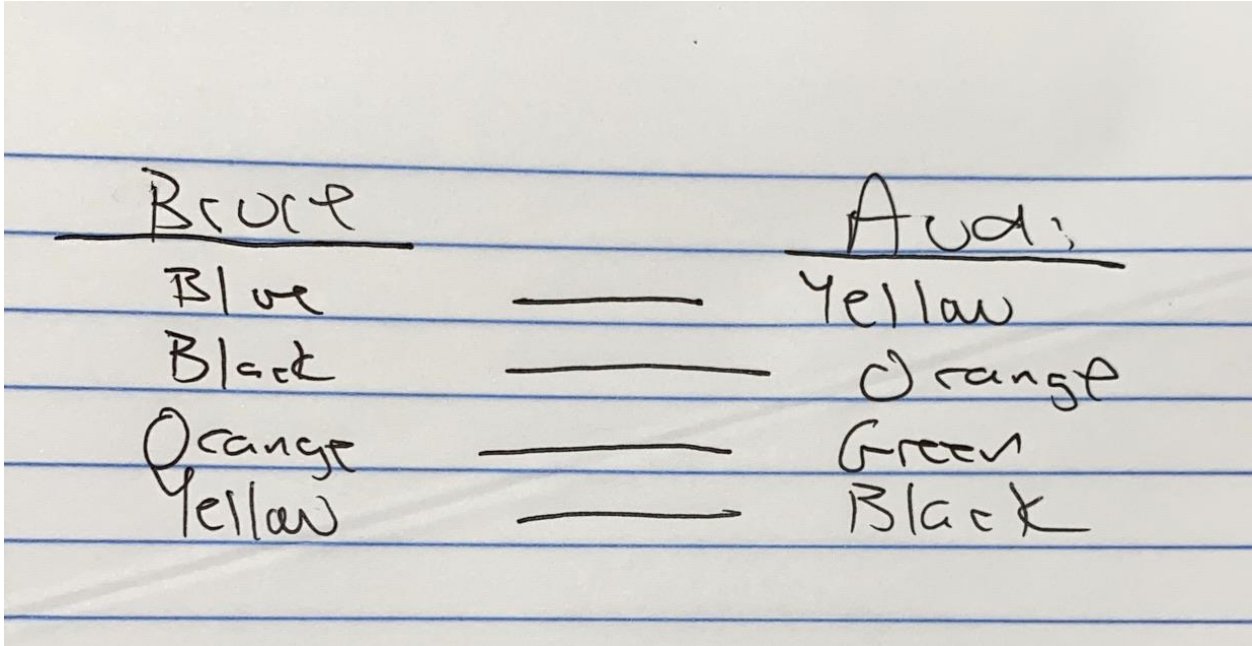 Bruce Audi
Blue — Yellow
Black — Orange
Orange — Green
Yellow — Black